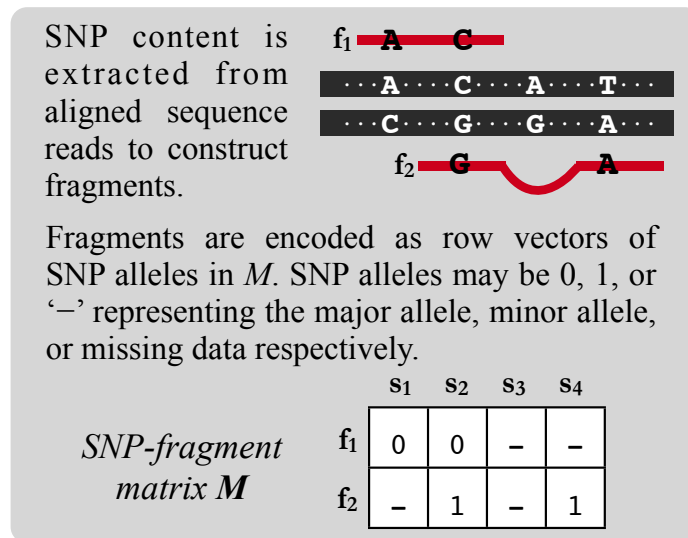 SNP content is
extracted from
aligned sequence
reads to construct
fragments.
f1 A C
···A····C····A····T···
···C····G····G····A···
f2 G A
Fragments are encoded as row vectors of
SNP alleles in M. SNP alleles may be 0, 1, or
‘−’ representing the major allele, minor allele,
or missing data respectively.
SNP-fragment
matrix M
s1 s2 s3 s4
f1 0 0 – –
f2 – 1 – 1